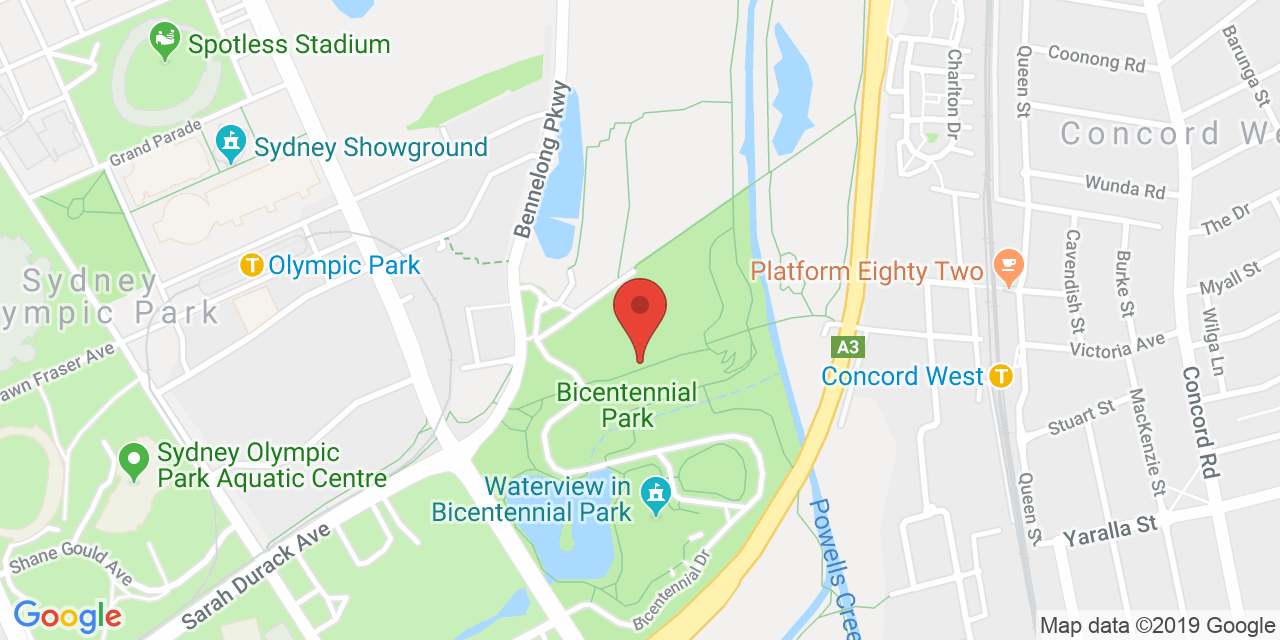 Spotless Stadium
Grand Parade
Sydney Showground
Bennelong Pkwy
Olympic Park
Sydney
ympic Park
awn Fraser Ave
Sydney Olympic
Park Aquatic Centre
Shane Gould Ave
Sarah Durack Ave
Bicentennial
Park
Waterview in
Bicentennial Park
Bicentennial Dr
Powells Cree
A3
Platform Eighty Two
Concord West
Charlton Dr
Queen St
Coonong Rd
Barunga St
Concord We
Wunda Rd
The Dr
Cavendish St
Burke St
Myall St
Wilga Ln
Victoria Ave
Concord Rd
MacKenzie St
Stuart St
Queen St
Yaralla St
Google
Map data ©2019 Google